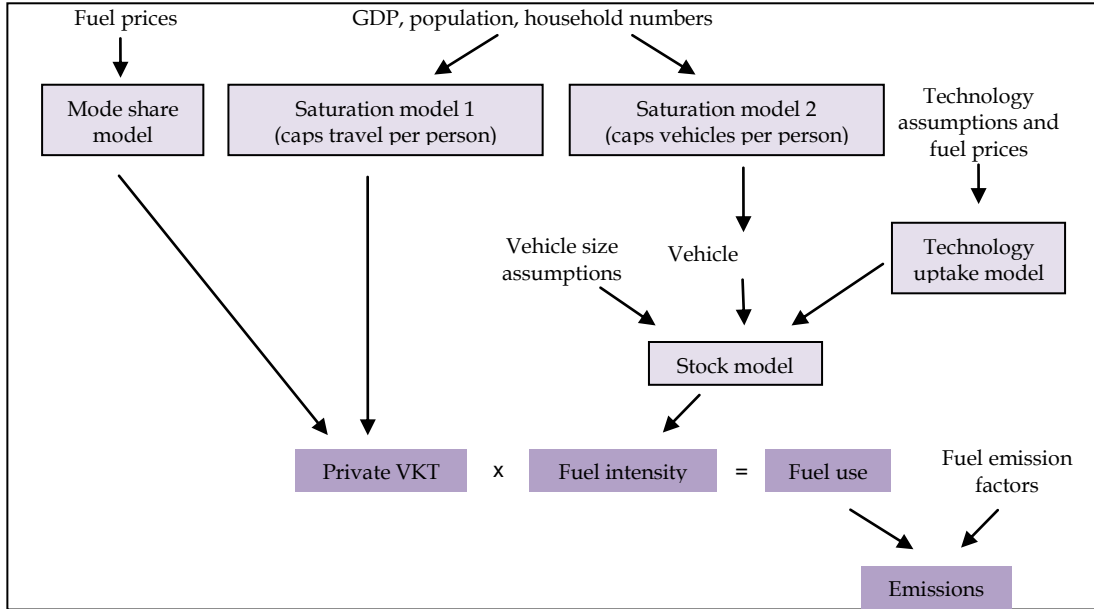 Fuel prices
GDP, population, household numbers
Mode share
model
Saturation model 1
(caps travel per person)
Saturation model 2
(caps vehicles per person)
Technology
assumptions and
fuel prices
Vehicle size
assumptions
Vehicle
Technology
uptake model
Stock model
Private VKT x Fuel intensity = Fuel use
Fuel emission
factors
Emissions